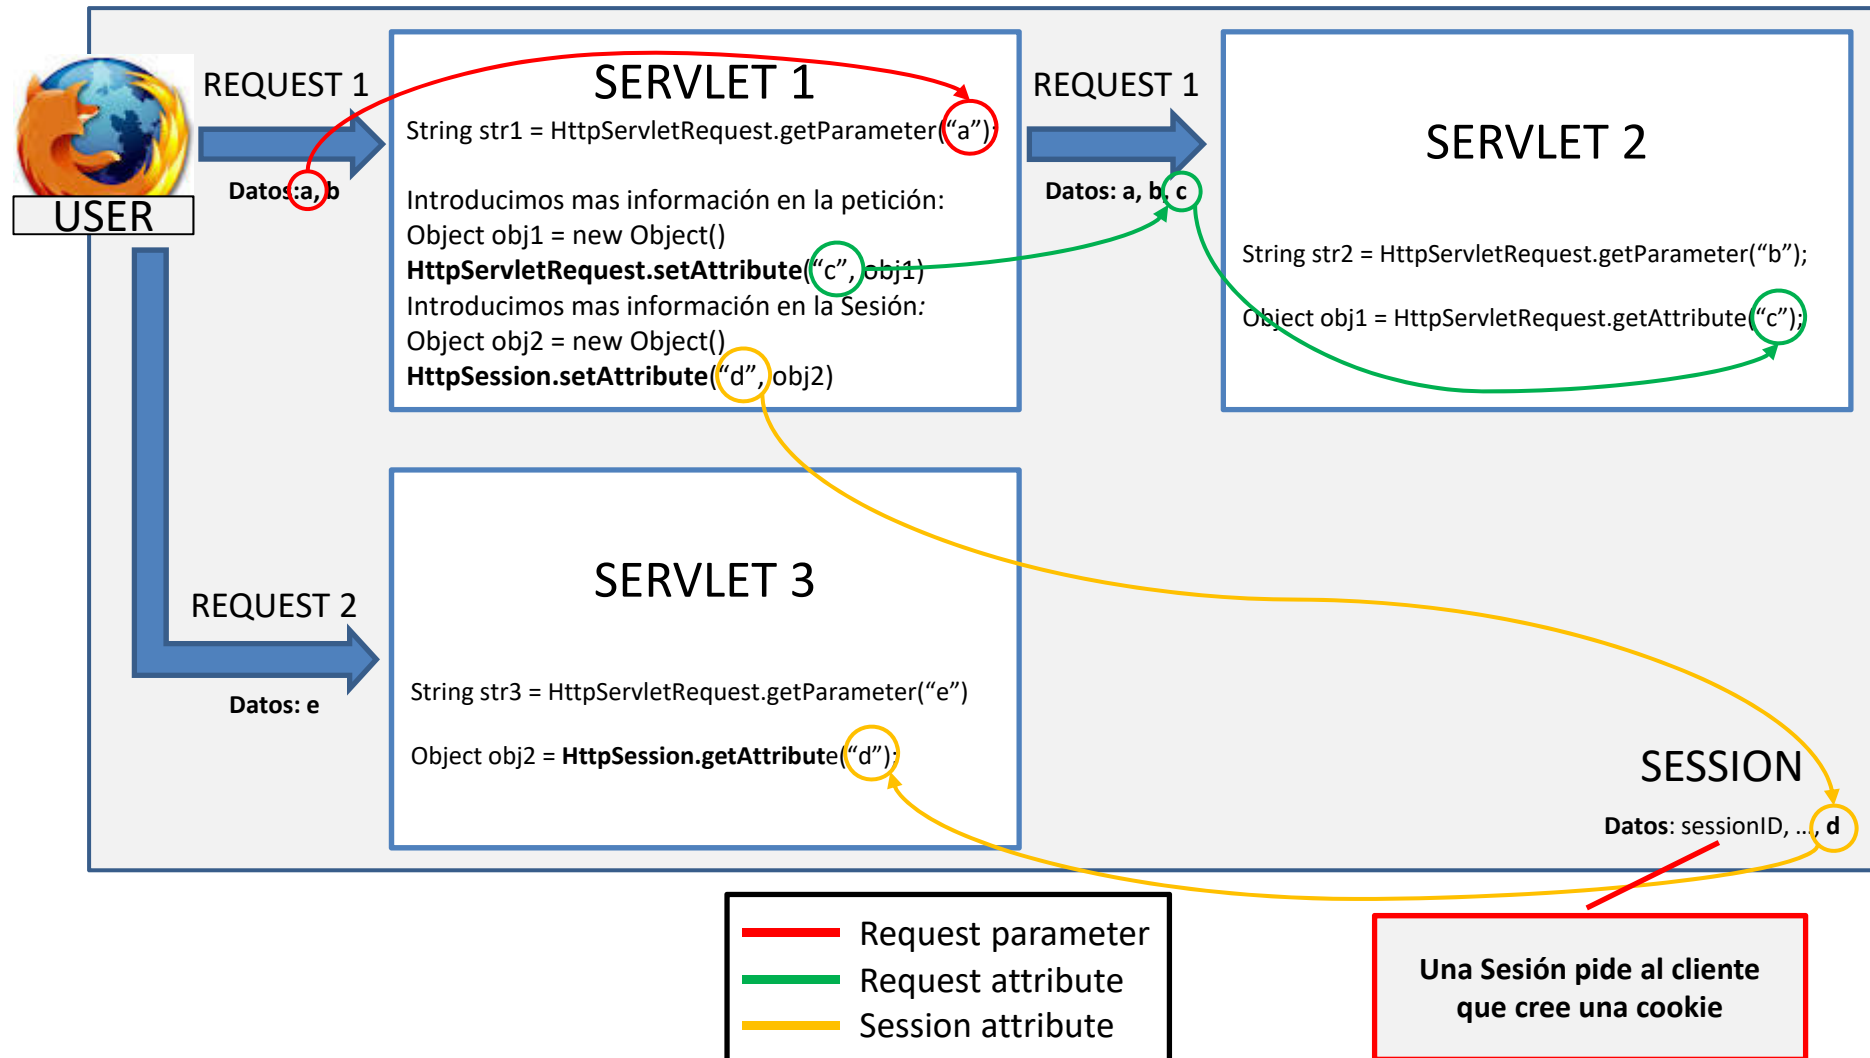 USER
REQUEST 1
Datos:a, b
SERVLET 1
String str1 = HttpServletRequest.getParameter(“a”);
Introducimos mas información en la petición:
Object obj1 = new Object()
HttpServletRequest.setAttribute(“c”, obj1)
Introducimos mas información en la Sesión:
Object obj2 = new Object()
HttpSession.setAttribute(“d”, obj2)
REQUEST 1
Datos: a, b, c
SERVLET 2
String str2 = HttpServletRequest.getParameter(“b”);
Object obj1 = HttpServletRequest.getAttribute(“c”);
REQUEST 2
Datos: e
SERVLET 3
String str3 = HttpServletRequest.getParameter(“e”)
Object obj2 = HttpSession.getAttribute(“d”);
SESSION
Datos: sessionID, …, d
Request parameter
Request attribute
Session attribute
Una Sesión pide al cliente
que cree una cookie